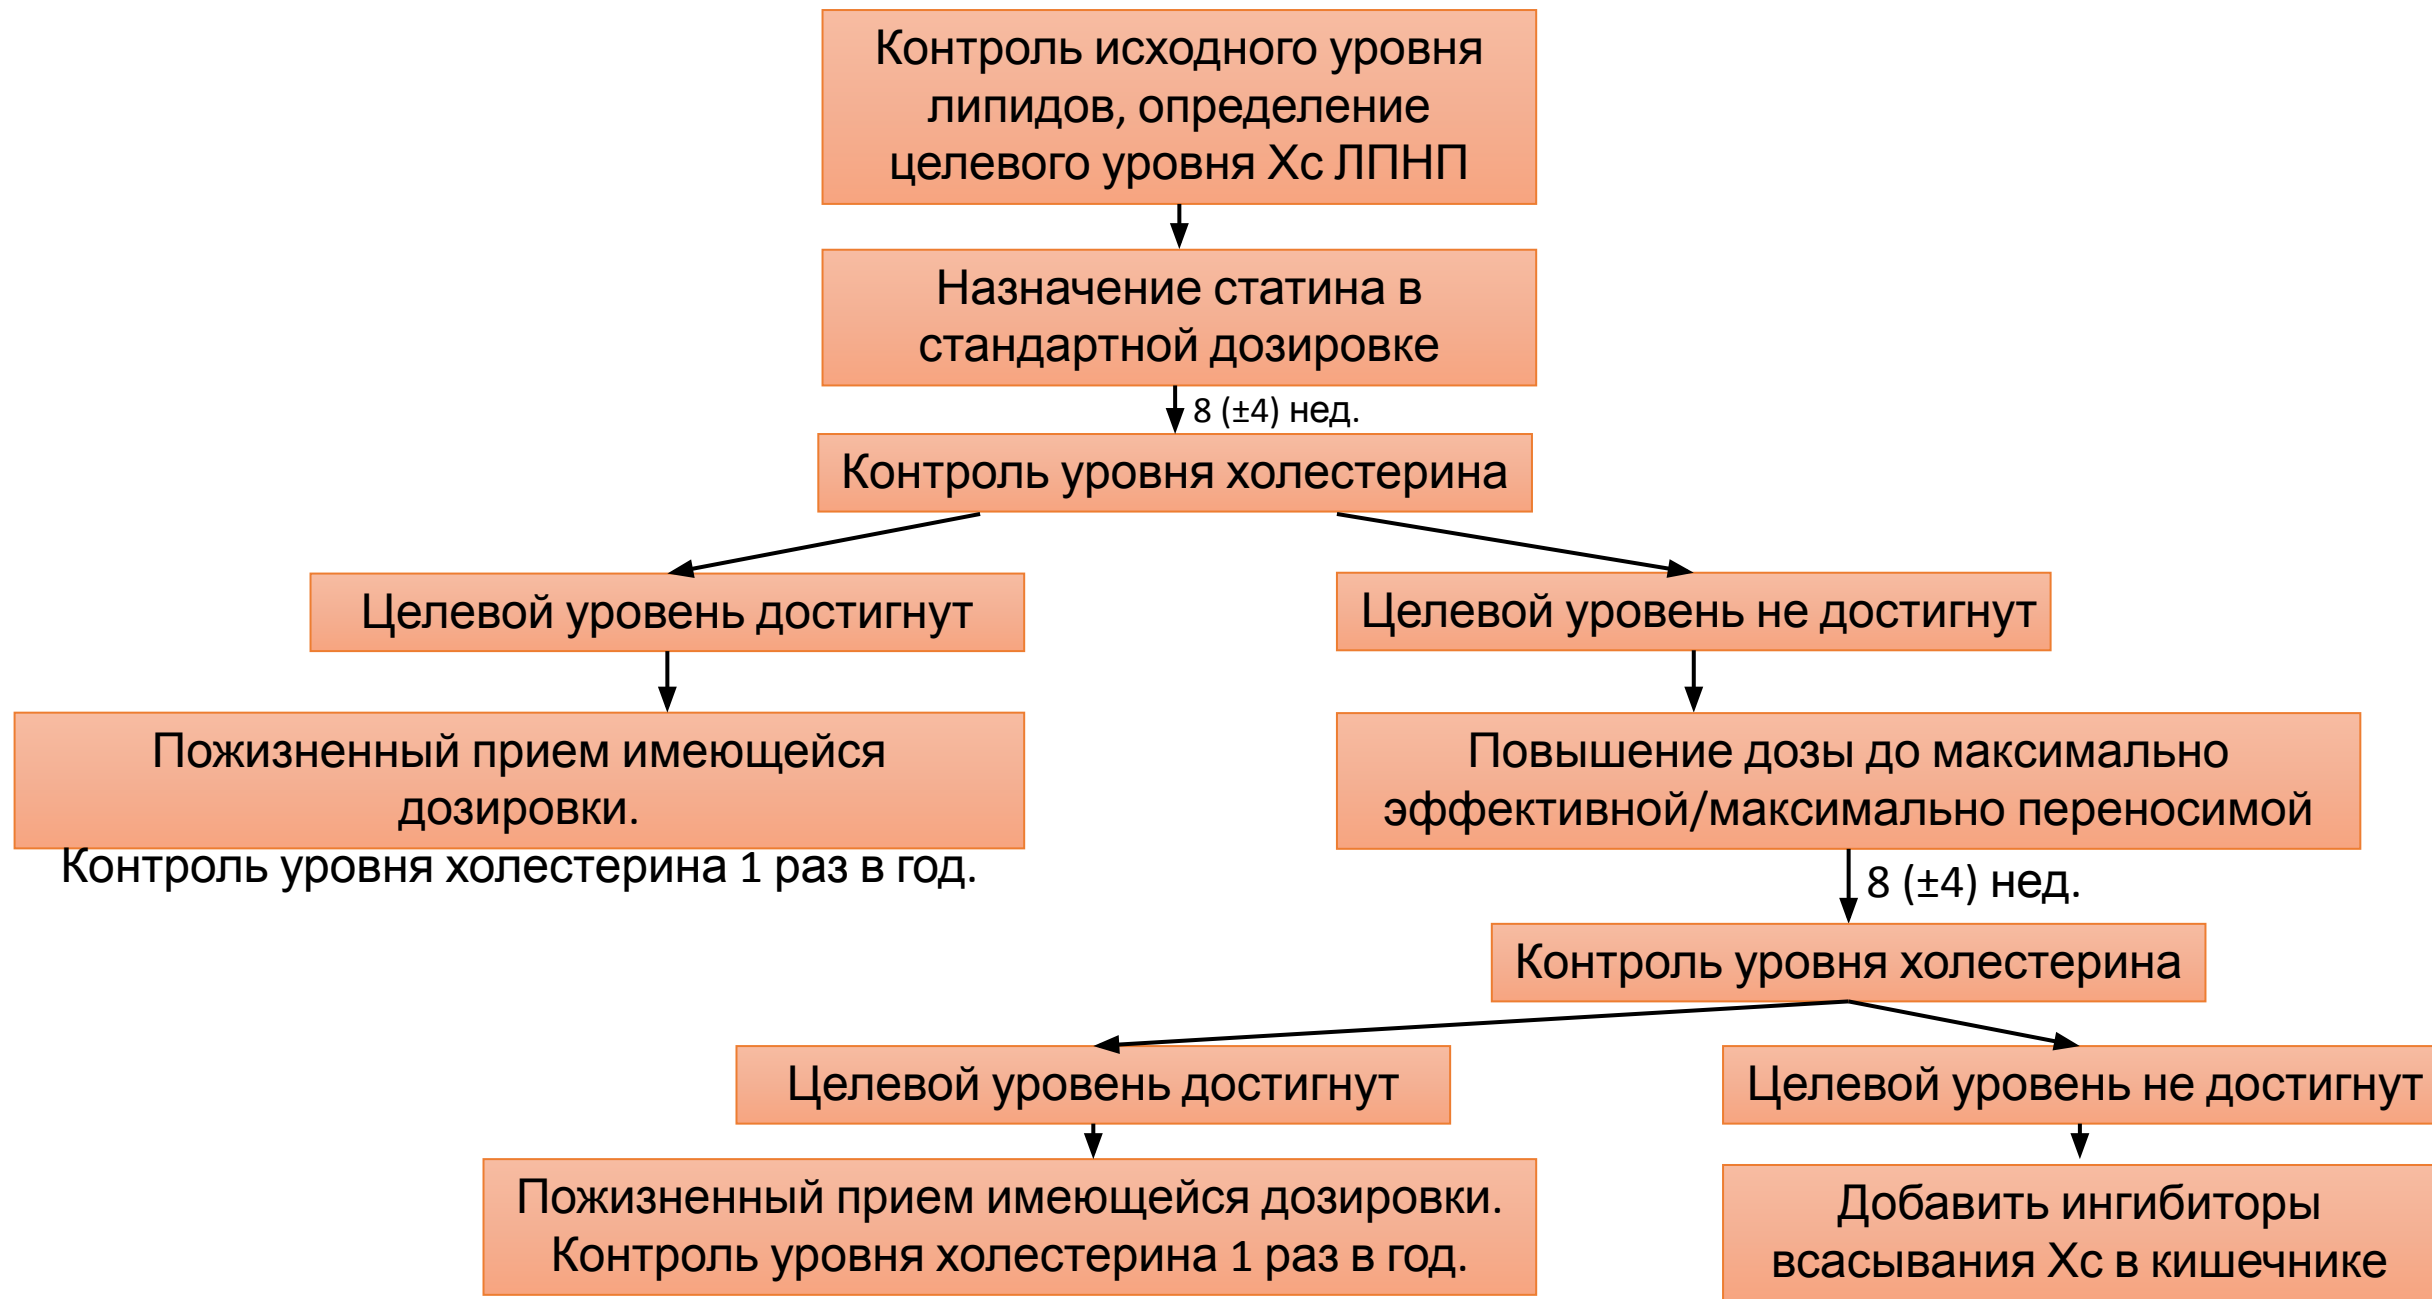 Контроль исходного уровня
липидов, определение
целевого уровня Хс ЛПНП
Назначение статина в
стандартной дозировке
8 (±4) нед.
Контроль уровня холестерина
Целевой уровень достигнут
Целевой уровень не достигнут
Пожизненный прием имеющейся
дозировки.
Контроль уровня холестерина 1 раз в год.
Повышение дозы до максимально
эффективной/максимально переносимой
8 (±4) нед.
Контроль уровня холестерина
Целевой уровень достигнут
Целевой уровень не достигнут
Пожизненный прием имеющейся дозировки.
Контроль уровня холестерина 1 раз в год.
Добавить ингибиторы
всасывания Хс в кишечнике